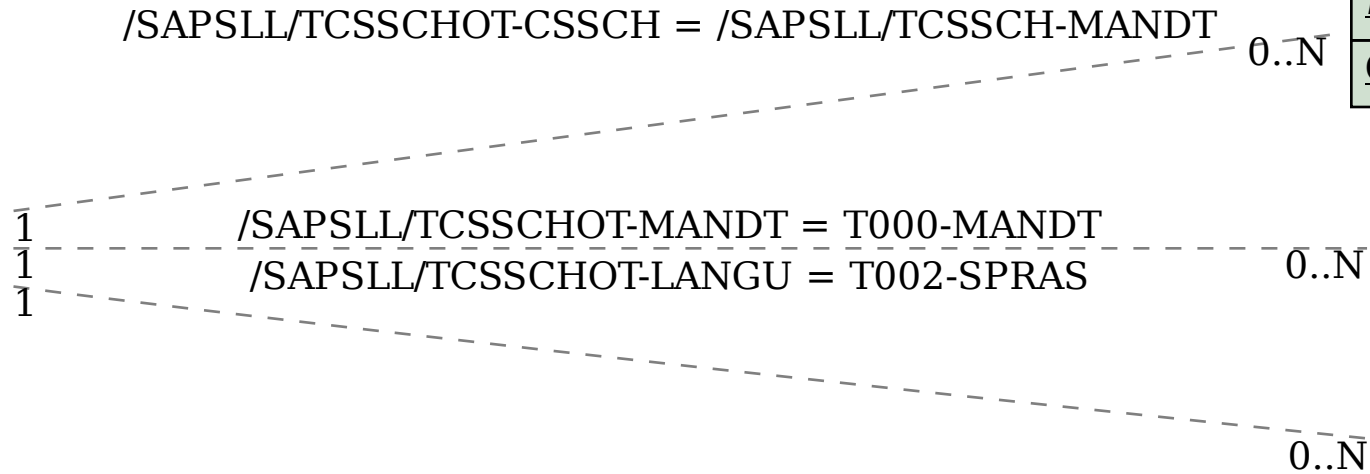 /SAPSLL/TCSSCHOT-CSSCH = /SAPSLL/TCSSCH-MANDT
0..N
1
/SAPSLL/TCSSCHOT-MANDT = T000-MANDT
1
0..N
/SAPSLL/TCSSCHOT-LANGU = T002-SPRAS
1
0..N